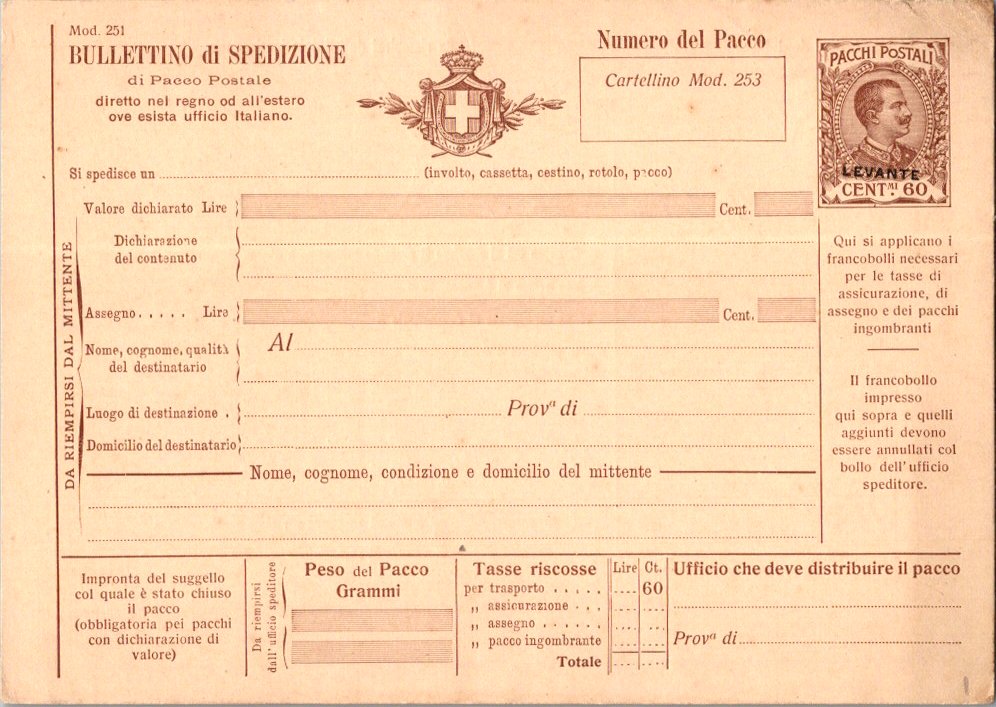 Mod. 251
BULLETTINO di SPEDIZIONE
di Pacco Postale
diretto nel regno od all'estero
ove esista ufficio Italiano.
Numero del Pacco
Cartellino Mod. 253
PACCHI POSTALI
LEVANTE
CENT.MI 60
Si spedisce un (involto, cassetta, cestino, rotolo, pacco)
DA RIEMPIRSI DAL MITTENTE
Valore dichiarato Lire Cent.
Dichiarazione
del contenuto
Assegno..... Lire Cent.
Nome, cognome, qualità
del destinatario
Al
Luogo di destinazione . Provª di
Domicilio del destinatario
Nome, cognome, condizione e domicilio del mittente
Qui si applicano i
francobolli necessari
per le tasse di
assicurazione, di
assegno e dei pacchi
ingombranti
Il francobollo
impresso
qui sopra e quelli
aggiunti devono
essere annullati col
bollo dell'ufficio
speditore.
Impronta del suggello
col quale è stato chiuso
il pacco
(obbligatoria pei pacchi
con dichiarazione di
valore)
Da riempirsi
dall'ufficio speditore
Peso del Pacco
Grammi
Tasse riscosse Lire Ct.
per trasporto . . . . . 60
„ assicurazione . . .
„ assegno . . . . . .
„ pacco ingombrante
Totale
Ufficio che deve distribuire il pacco
Provª di